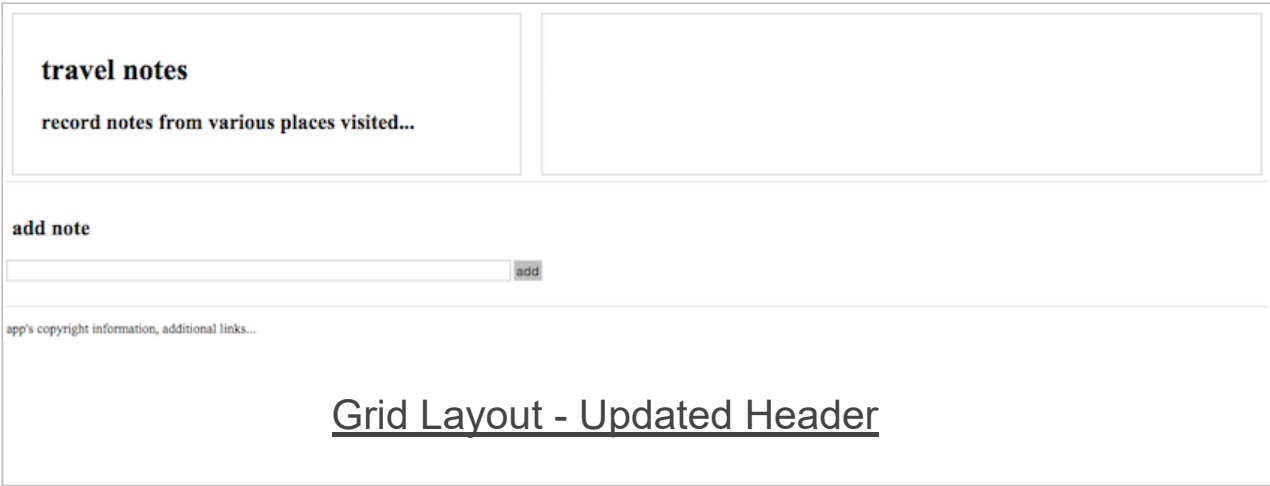 travel notes
record notes from various places visited...
add note
add
app's copyright information, additional links...
Grid Layout - Updated Header